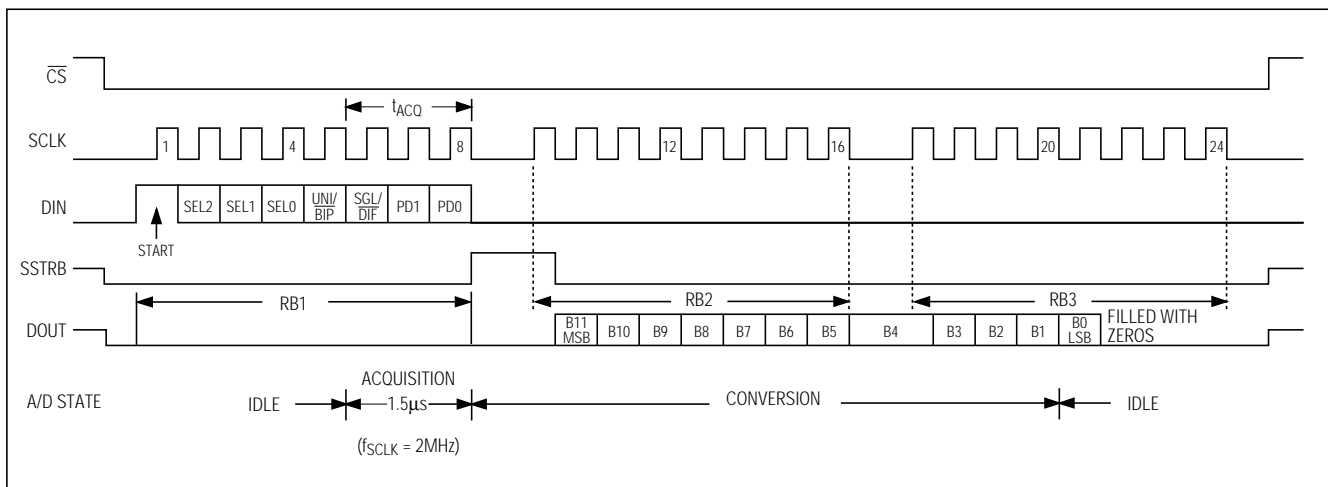 CS
tACQ
SCLK 1 4 8 12 16 20 24
DIN SEL2 SEL1 SEL0 UNI/BIP SGL/DIF PD1 PD0
START
SSTRB
RB1 RB2 RB3
DOUT B11 MSB B10 B9 B8 B7 B6 B5 B4 B3 B2 B1 B0 LSB FILLED WITH ZEROS
A/D STATE IDLE ACQUISITION 1.5µs CONVERSION IDLE
(fSCLK = 2MHz)